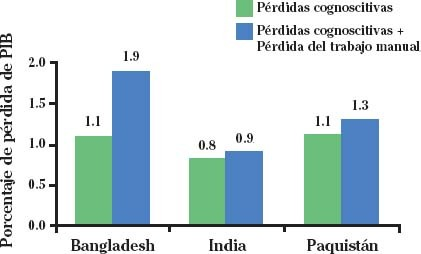 Pérdidas cognoscitivas
Pérdidas cognoscitivas +
Pérdida del trabajo manual
Porcentaje de pérdida de PIB
2.0
1.5
1.0
0.5
0.0
1.1
1.9
0.8
0.9
1.1
1.3
Bangladesh
India
Paquistán